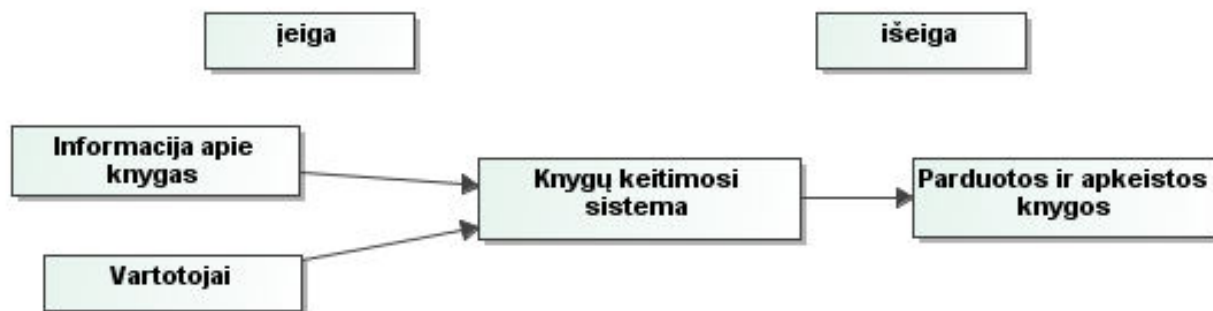 įeiga
išeiga
Informacija apie
knygas
Knygų keitimosi
sistema
Parduotos ir apkeistos
knygos
Vartotojai